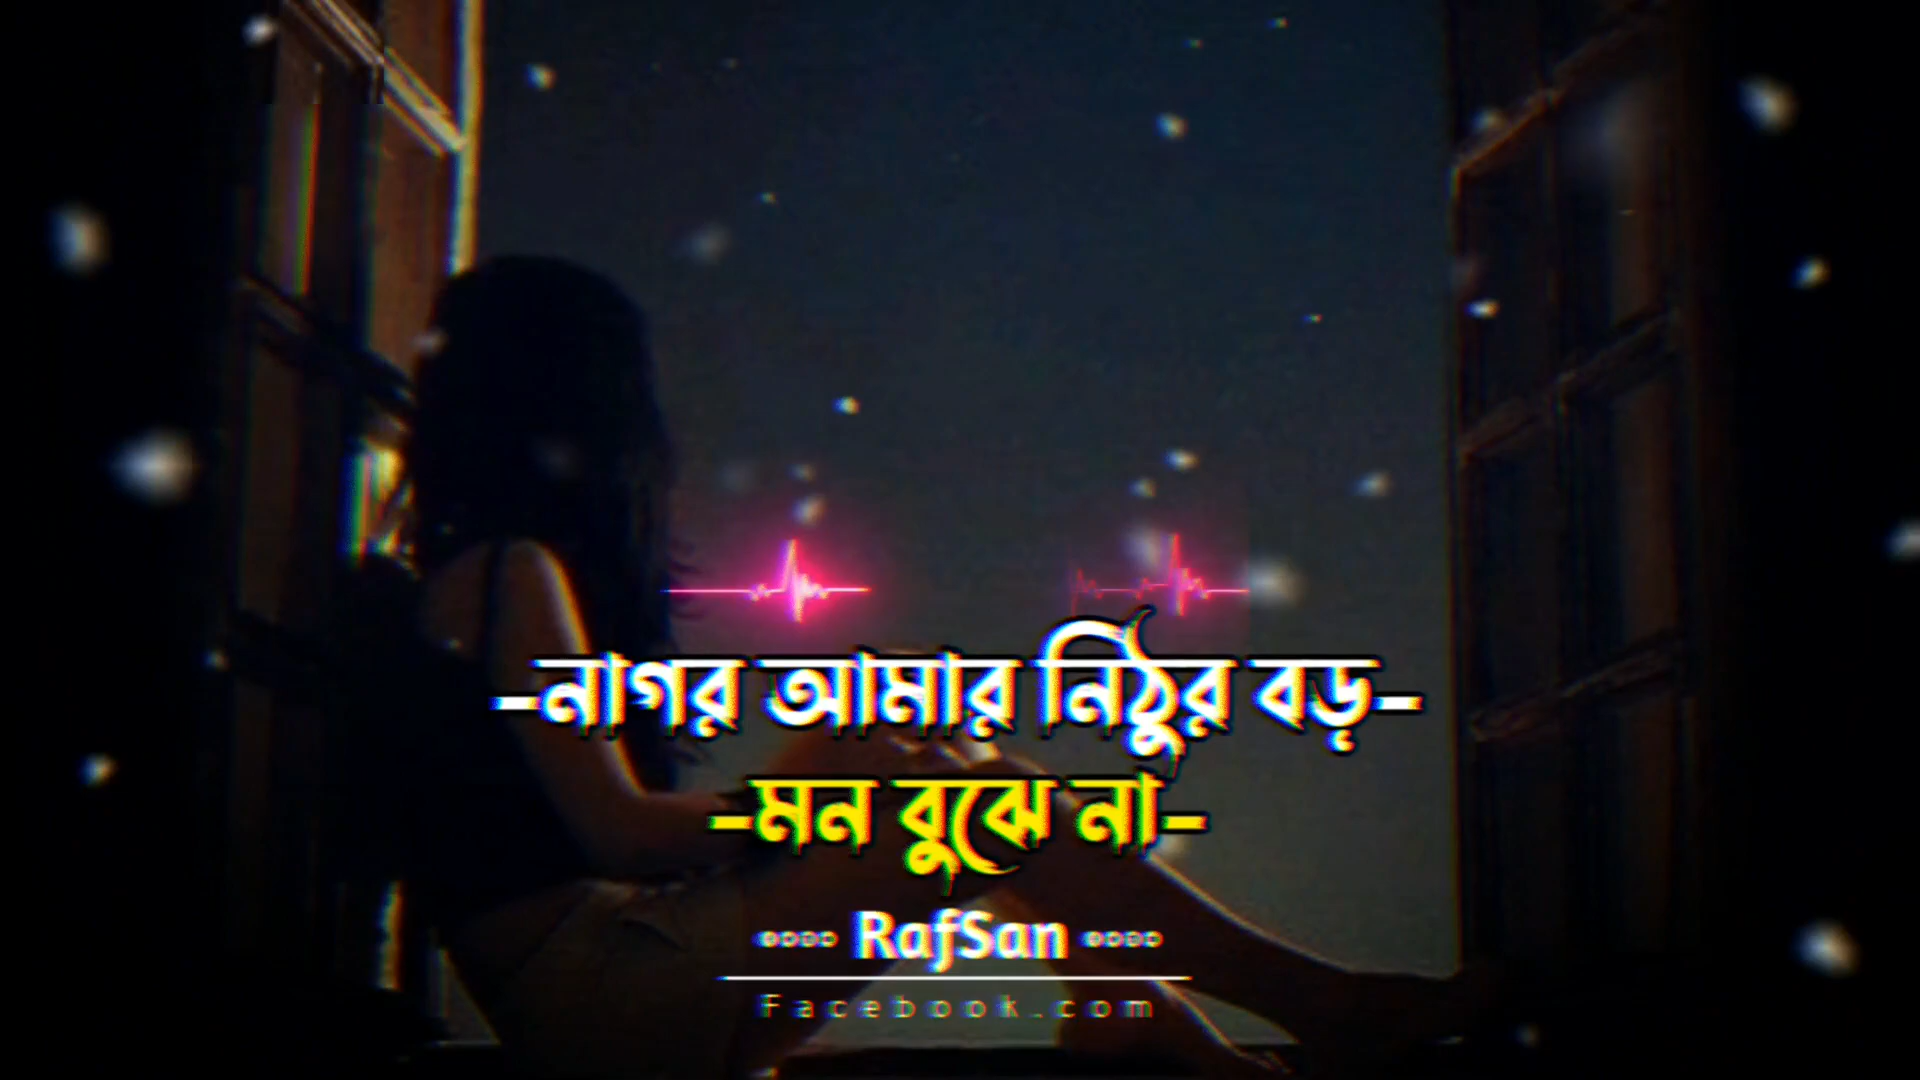 -নাগর আমার নিঠুর বড়-
-মন বুঝে না-
RafSan
Facebook.com